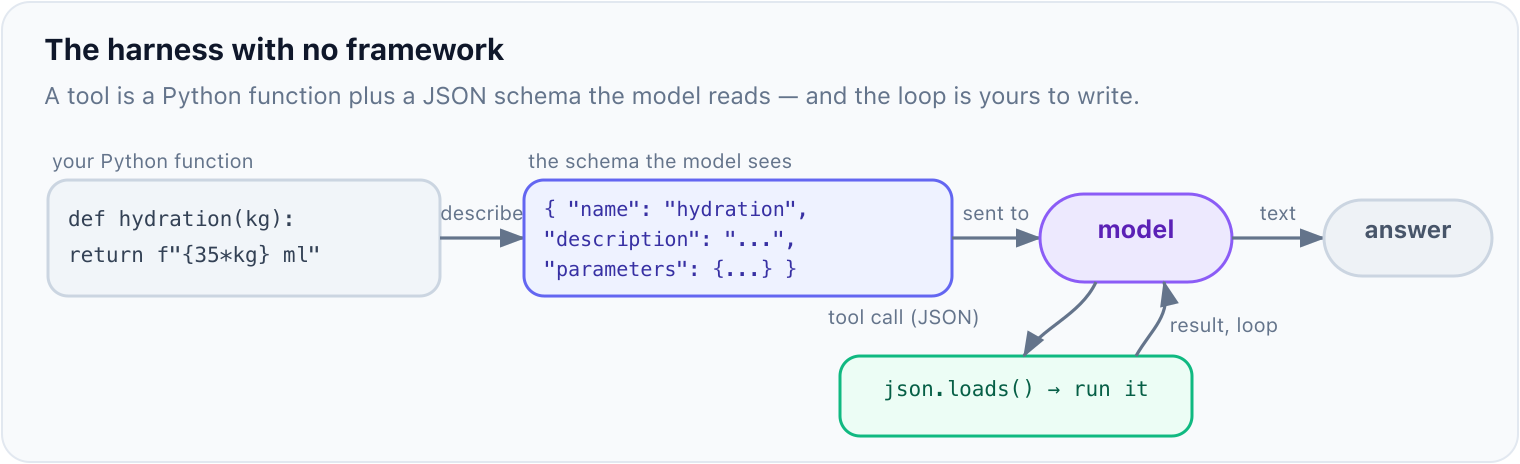 The harness with no framework
A tool is a Python function plus a JSON schema the model reads — and the loop is yours to write.
your Python function
def hydration(kg):
return f"{35*kg} ml"
describe
the schema the model sees
{ "name": "hydration",
"description": "...",
"parameters": {...} }
sent to
model
text
answer
tool call (JSON)
result, loop
json.loads() → run it